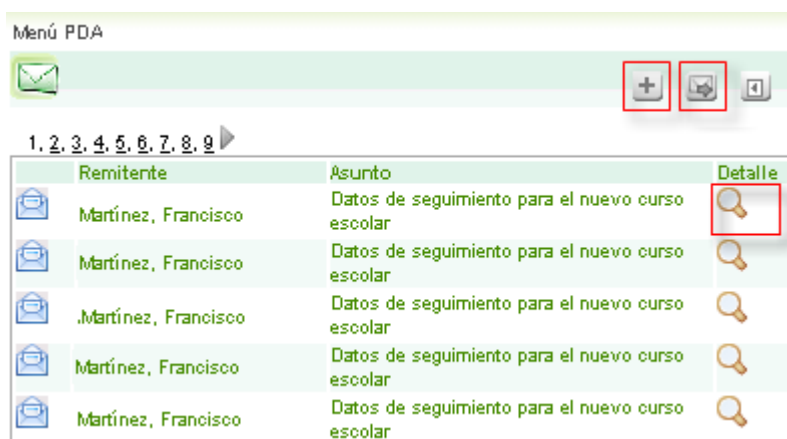 Menú PDA
1, 2, 3, 4, 5, 6, 7, 8, 9
Remitente Asunto Detalle
Martínez, Francisco Datos de seguimiento para el nuevo curso
escolar
Martínez, Francisco Datos de seguimiento para el nuevo curso
escolar
.Martínez, Francisco Datos de seguimiento para el nuevo curso
escolar
Martínez, Francisco Datos de seguimiento para el nuevo curso
escolar
Martínez, Francisco Datos de seguimiento para el nuevo curso
escolar